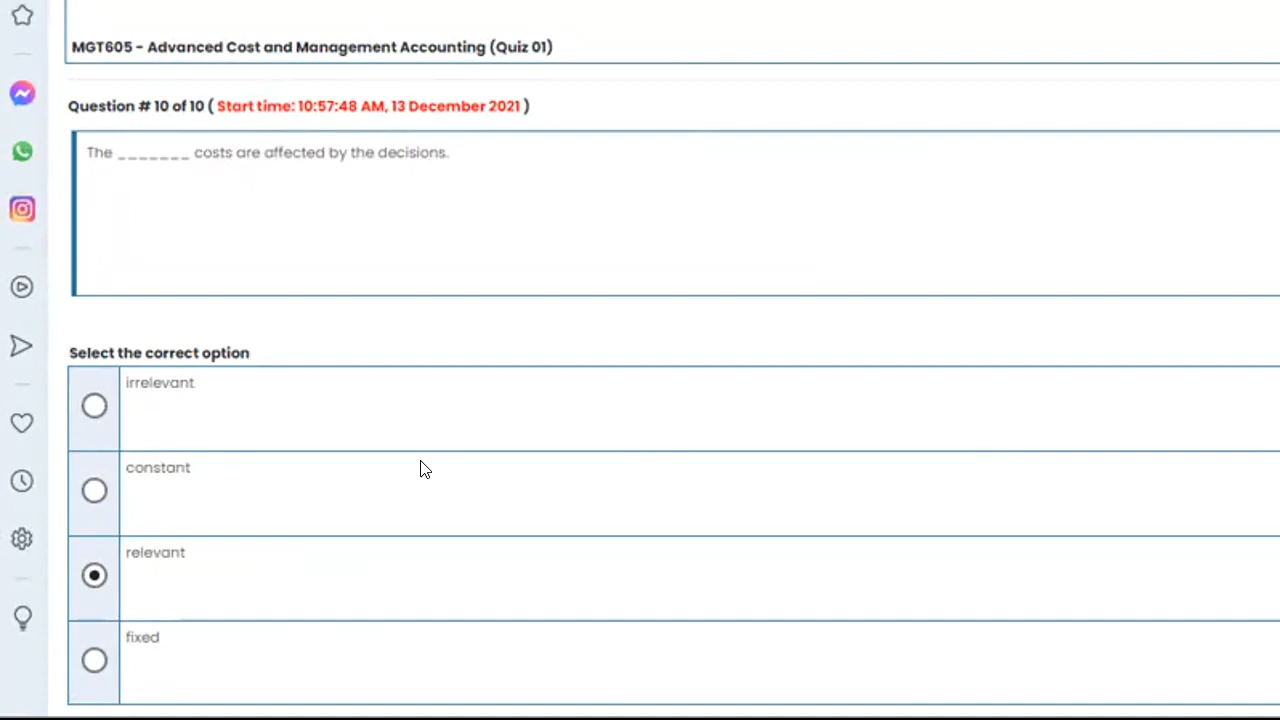 MGT605 - Advanced Cost and Management Accounting (Quiz 01)
Question # 10 of 10 ( Start time: 10:57:48 AM, 13 December 2021 )
The _______ costs are affected by the decisions.
Select the correct option
irrelevant
constant
relevant
fixed